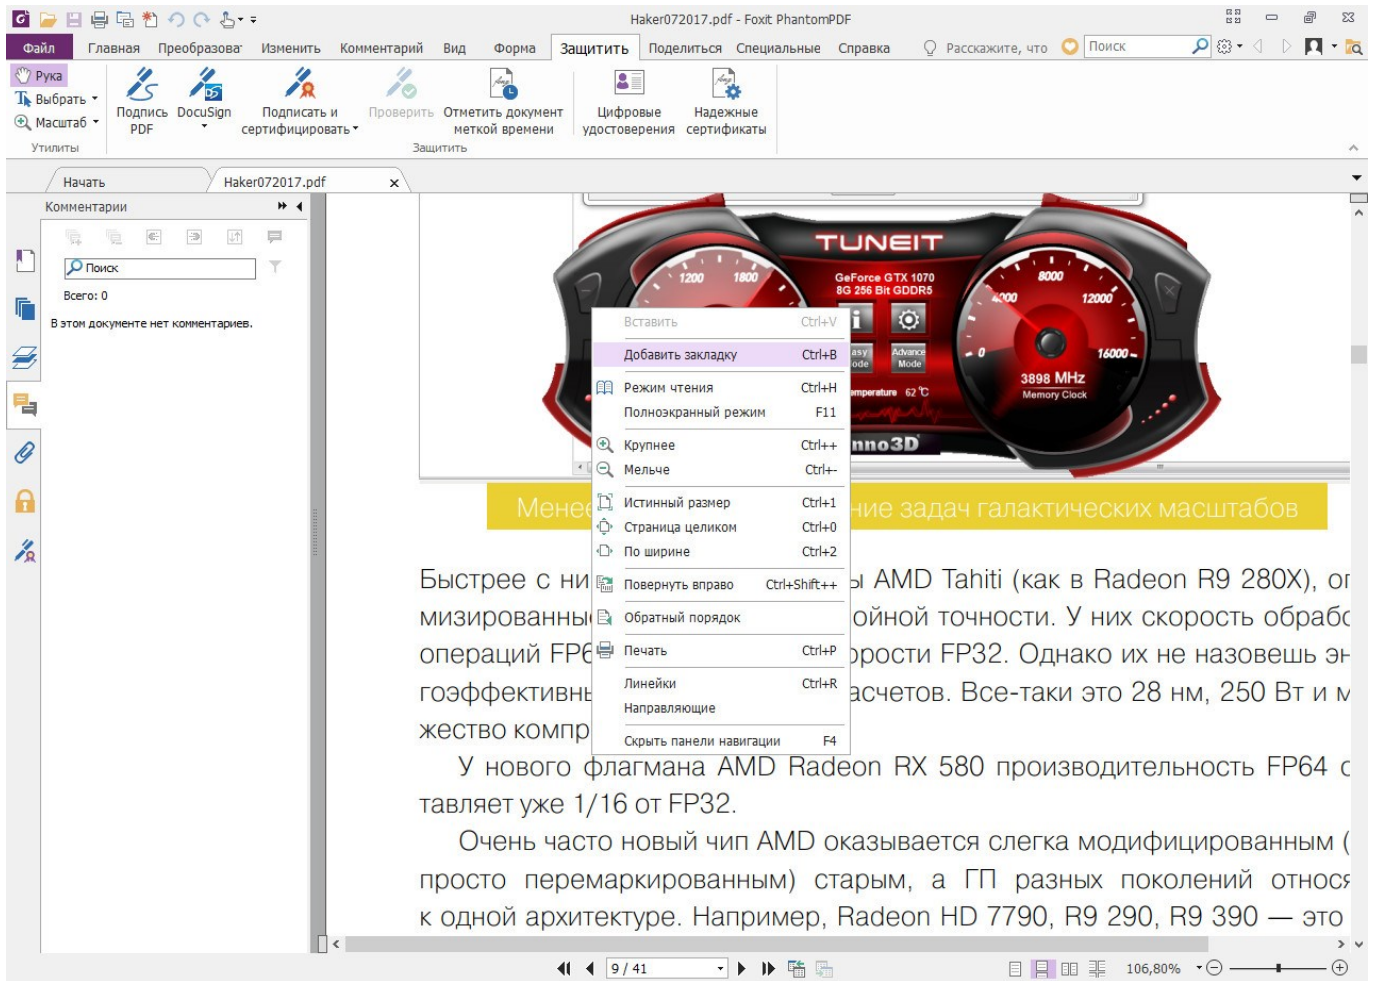 Haker072017.pdf - Foxit PhantomPDF
Файл Главная Преобразоват Изменить Комментарий Вид Форма Защитить Поделиться Специальные Справка Расскажите, что Поиск
Рука
Выбрать
Масштаб
Утилиты
Подпись PDF
DocuSign
Подписать и сертифицировать
Проверить
Отметить документ меткой времени
Защитить
Цифровые удостоверения
Надежные сертификаты
Начать
Haker072017.pdf x
Комментарии
Поиск
Всего: 0
В этом документе нет комментариев.
TUNEIT
1200 1800
GeForce GTX 1070
8G 256 Bit GDDR5
0 4000 8000 12000 16000
Advance
Mode
62 °C
3898 MHz
Memory Clock
Вставить Ctrl+V
Добавить закладку Ctrl+B
Режим чтения Ctrl+H
Полноэкранный режим F11
Крупнее Ctrl++
Мельче Ctrl+-
Истинный размер Ctrl+1
Страница целиком Ctrl+0
По ширине Ctrl+2
Повернуть вправо Ctrl+Shift++
Обратный порядок
Печать Ctrl+P
Линейки Ctrl+R
Направляющие
Скрыть панели навигации F4
Менее ние задач галактических масштабов
Быстрее с ни ы AMD Tahiti (как в Radeon R9 280X), оп
мизированны ойной точности. У них скорость обрабо
операций FP6 орости FP32. Однако их не назовешь эн
гоэффективны асчетов. Все-таки это 28 нм, 250 Вт и м
жество компр
У нового флагмана AMD Radeon RX 580 производительность FP64 с
тавляет уже 1/16 от FP32.
Очень часто новый чип AMD оказывается слегка модифицированным (
просто перемаркированным) старым, а ГП разных поколений относя
к одной архитектуре. Например, Radeon HD 7790, R9 290, R9 390 — это
9 / 41
106,80%